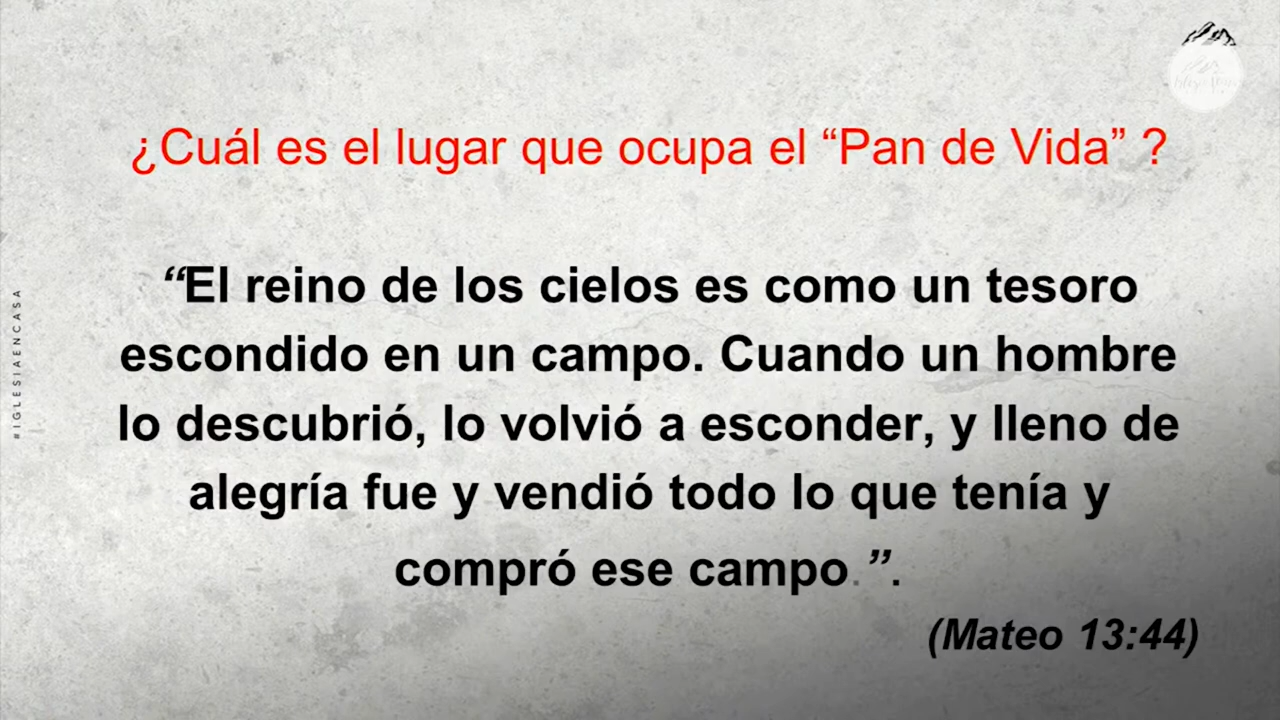 ¿Cuál es el lugar que ocupa el “Pan de Vida” ?
“El reino de los cielos es como un tesoro
escondido en un campo. Cuando un hombre
lo descubrió, lo volvió a esconder, y lleno de
alegría fue y vendió todo lo que tenía y
compró ese campo.”.
(Mateo 13:44)
#IGLESIAENCASA